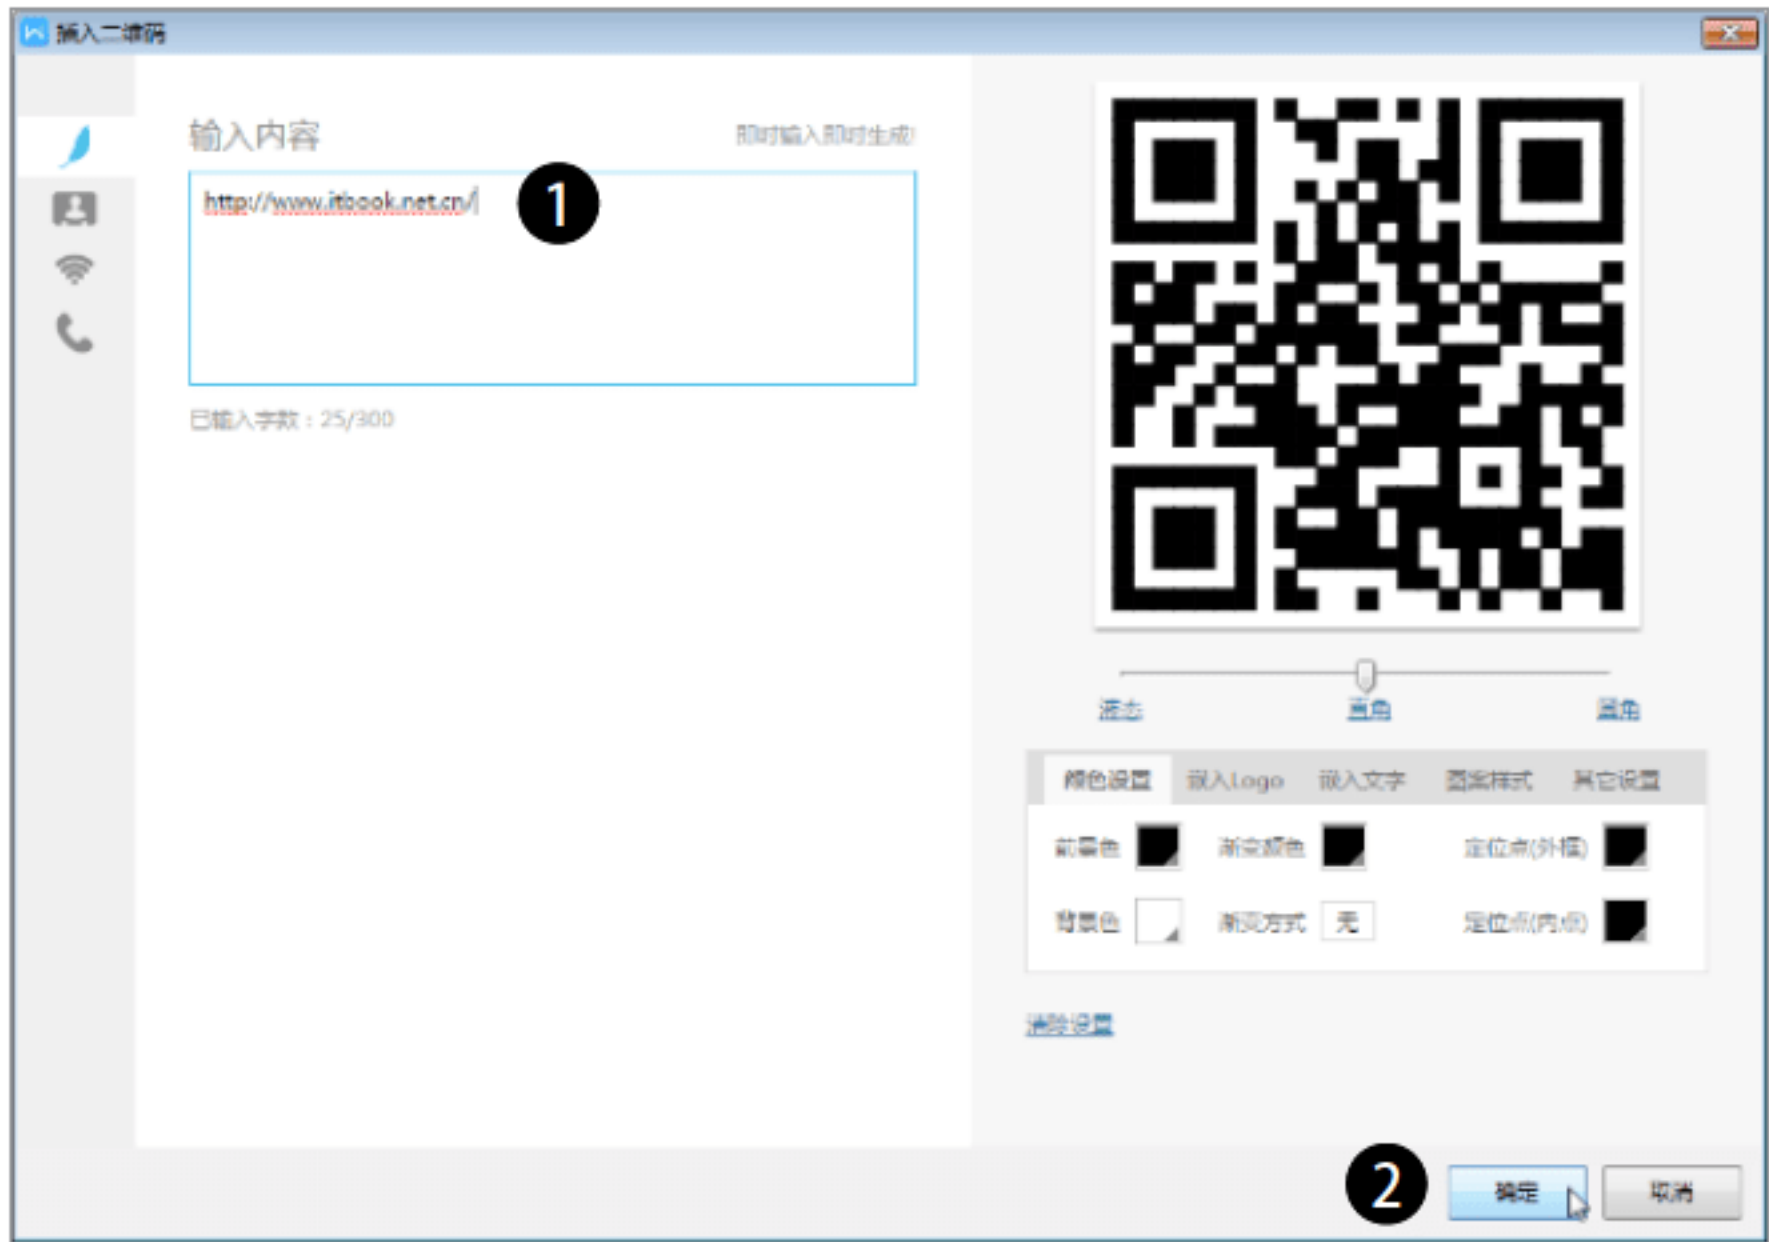 插入二维码
输入内容
即时输入即时生成!
http://www.itbook.net.cn/
1
已输入字数：25/300
液态
直角
圆角
颜色设置
嵌入Logo
嵌入文字
图案样式
其它设置
前景色
渐变颜色
定位点(外框)
背景色
渐变方式
无
定位点(内点)
清除设置
2
确定
取消